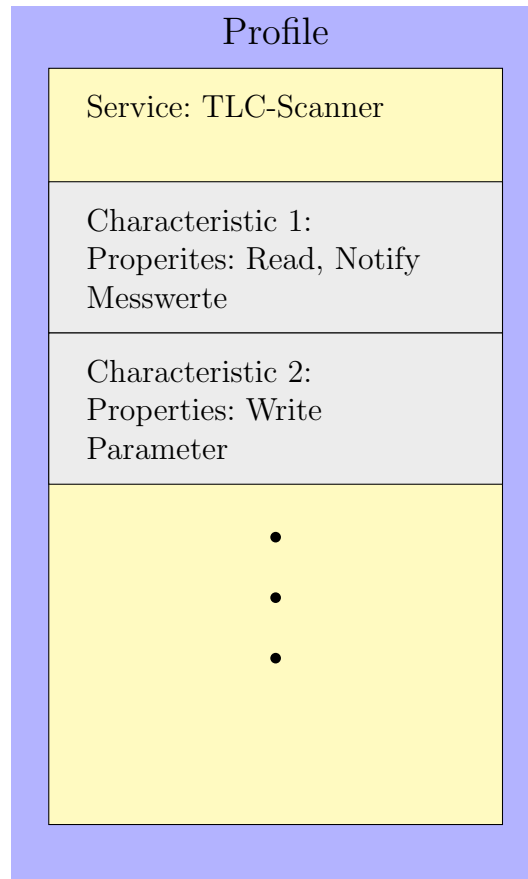 Profile
Service: TLC-Scanner
Characteristic 1:
Properites: Read, Notify
Messwerte
Characteristic 2:
Properties: Write
Parameter